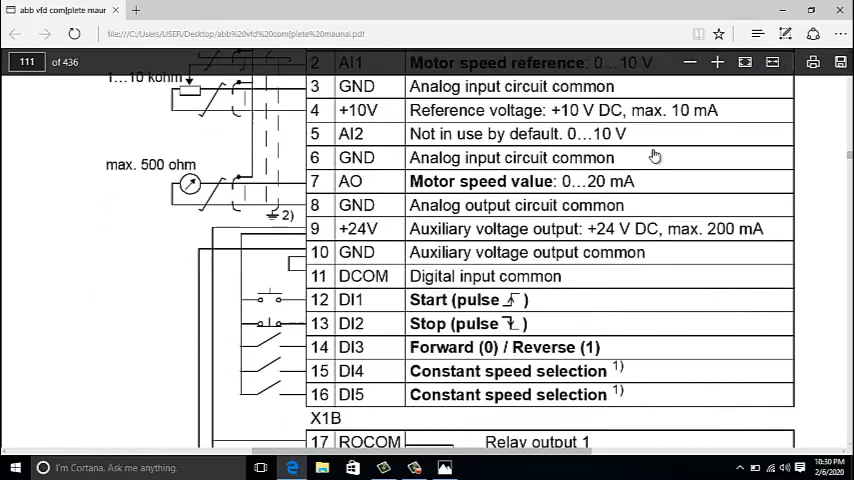 abb vfd com[plete maunal
file:///C:/Users/USER/Desktop/abb%20vfd%20com[plete%20maunal.pdf
111 of 436
2 AI1 Motor speed reference: 0…10 V
1…10 kohm
3 GND Analog input circuit common
4 +10V Reference voltage: +10 V DC, max. 10 mA
5 AI2 Not in use by default. 0…10 V
6 GND Analog input circuit common
max. 500 ohm
7 AO Motor speed value: 0…20 mA
8 GND Analog output circuit common
2)
9 +24V Auxiliary voltage output: +24 V DC, max. 200 mA
10 GND Auxiliary voltage output common
11 DCOM Digital input common
12 DI1 Start (pulse )
13 DI2 Stop (pulse )
14 DI3 Forward (0) / Reverse (1)
15 DI4 Constant speed selection 1)
16 DI5 Constant speed selection 1)
X1B
17 ROCOM Relay output 1
I'm Cortana. Ask me anything.
10:30 PM
2/6/2020